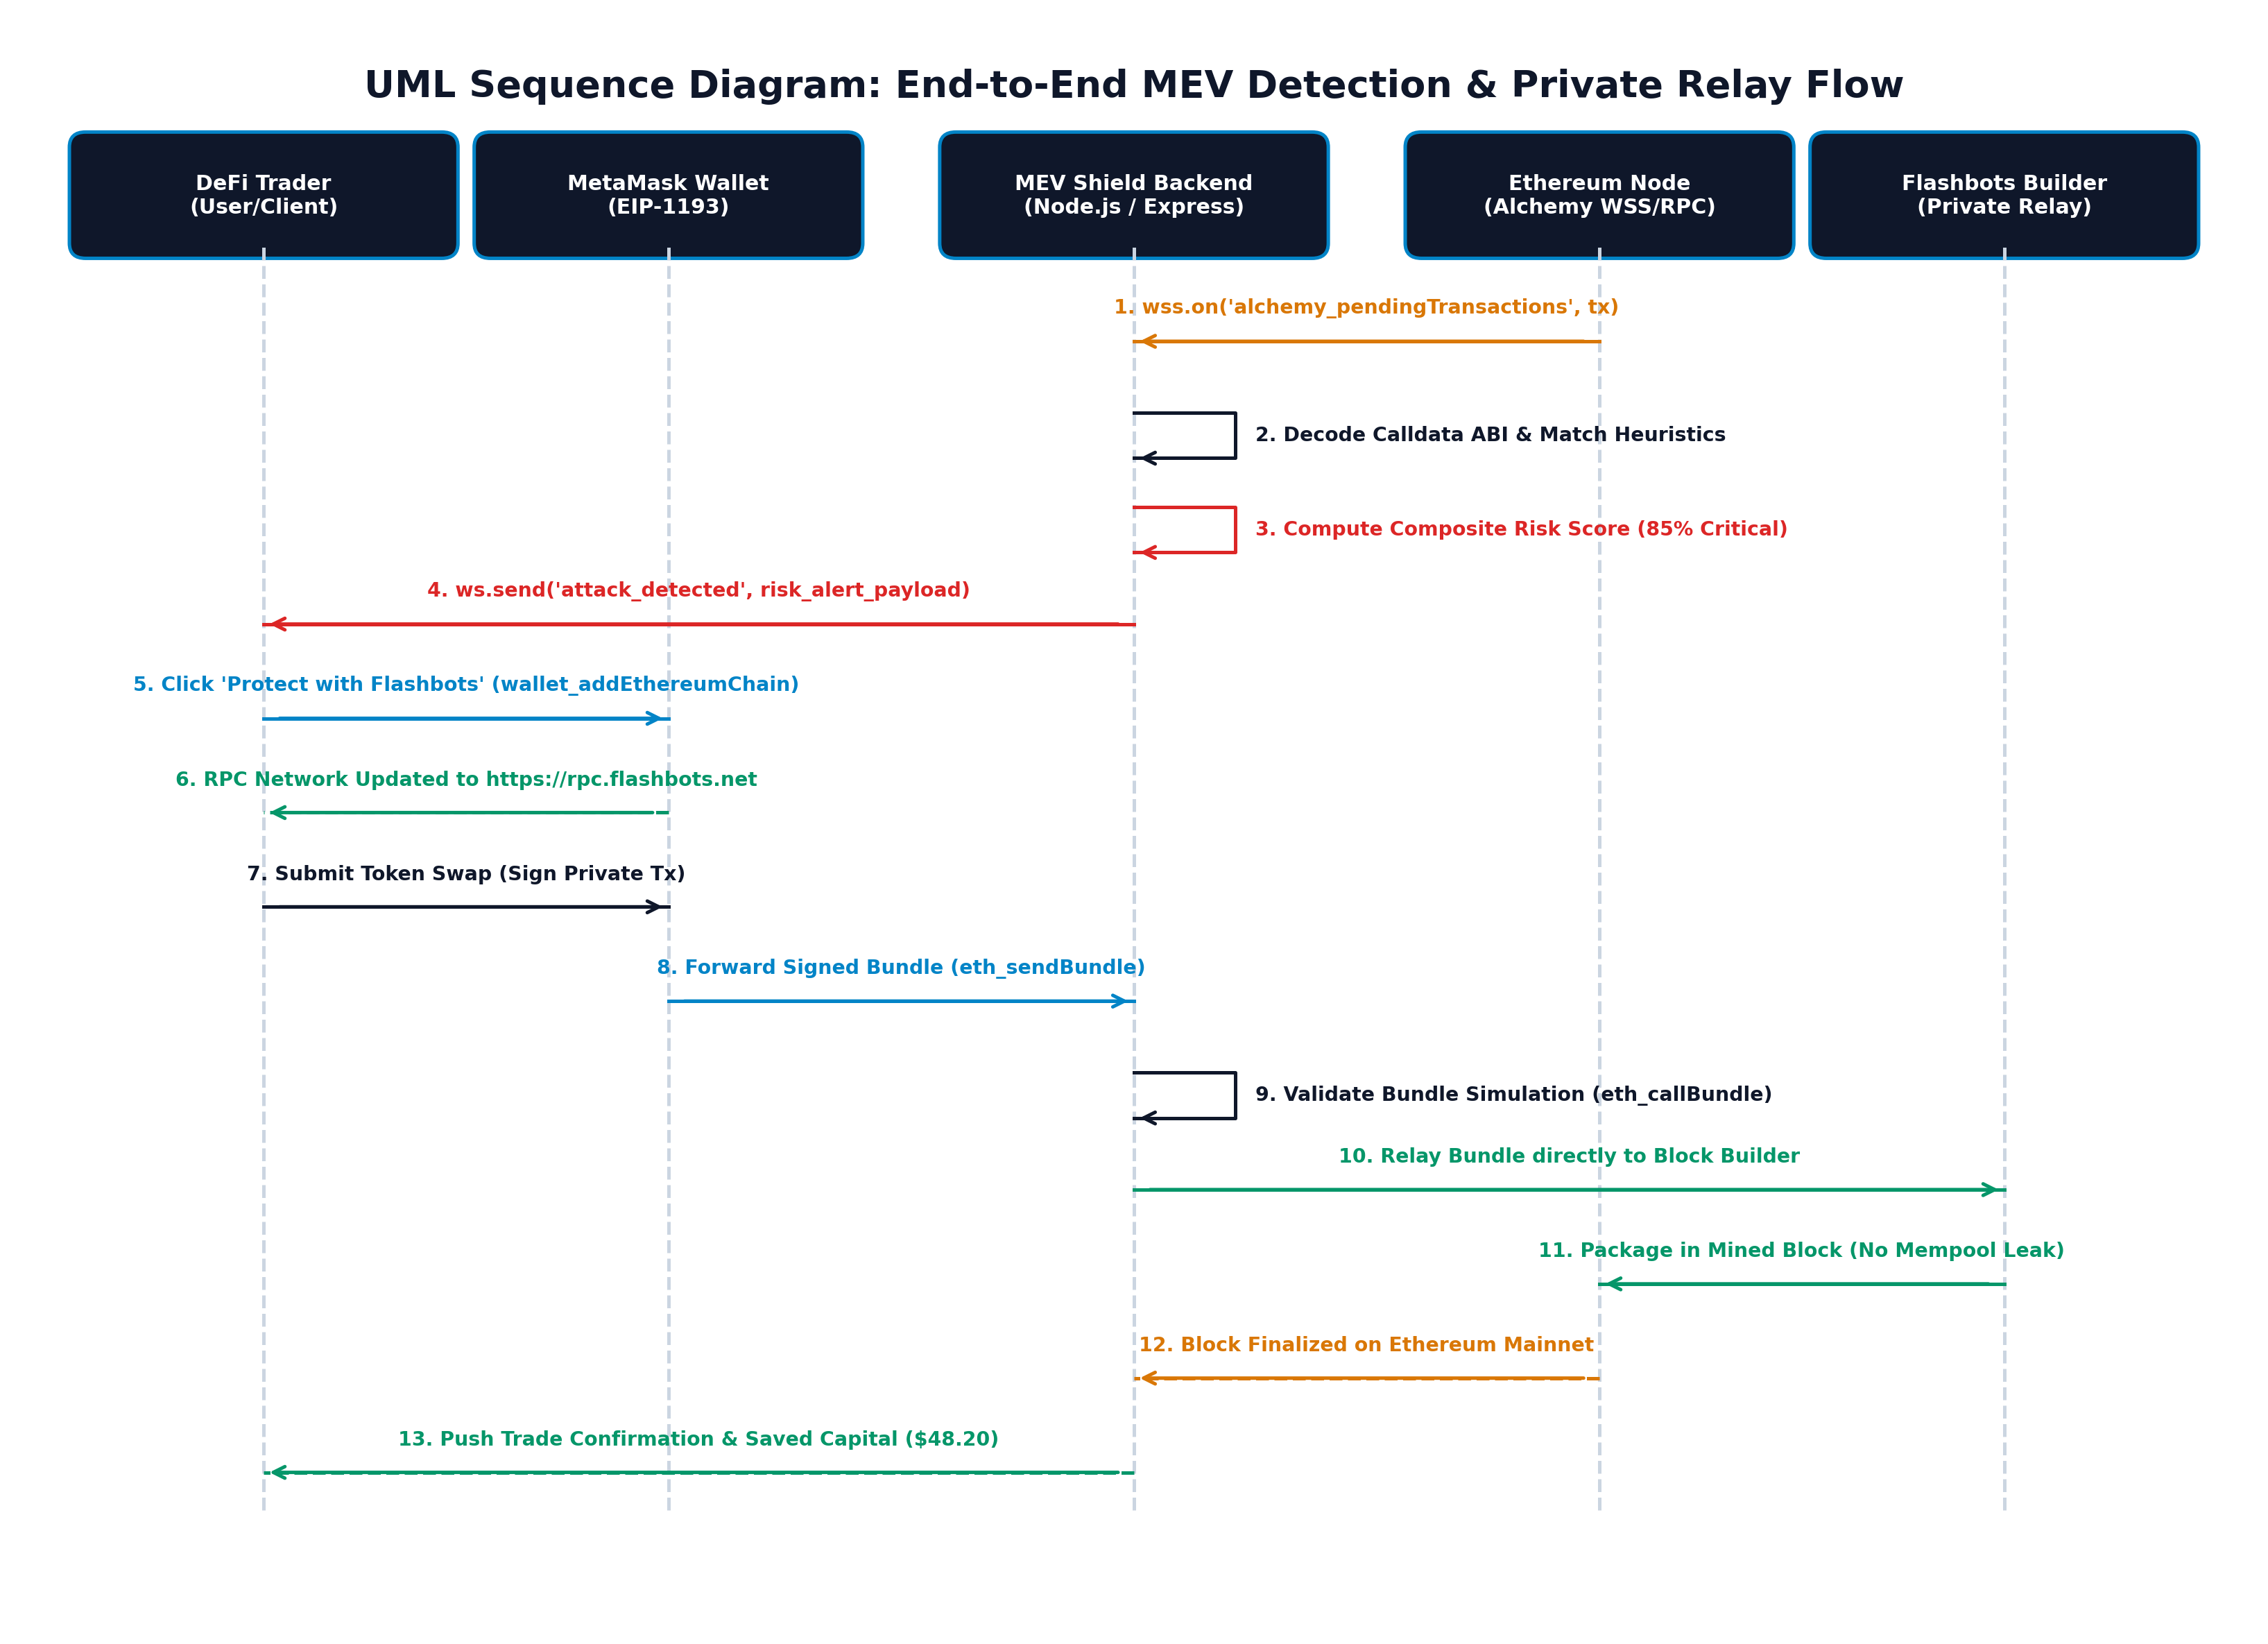 UML Sequence Diagram: End-to-End MEV Detection & Private Relay Flow
DeFi Trader
(User/Client)
MetaMask Wallet
(EIP-1193)
MEV Shield Backend
(Node.js / Express)
Ethereum Node
(Alchemy WSS/RPC)
Flashbots Builder
(Private Relay)
1. wss.on('alchemy_pendingTransactions', tx)
2. Decode Calldata ABI & Match Heuristics
3. Compute Composite Risk Score (85% Critical)
4. ws.send('attack_detected', risk_alert_payload)
5. Click 'Protect with Flashbots' (wallet_addEthereumChain)
6. RPC Network Updated to https://rpc.flashbots.net
7. Submit Token Swap (Sign Private Tx)
8. Forward Signed Bundle (eth_sendBundle)
9. Validate Bundle Simulation (eth_callBundle)
10. Relay Bundle directly to Block Builder
11. Package in Mined Block (No Mempool Leak)
12. Block Finalized on Ethereum Mainnet
13. Push Trade Confirmation & Saved Capital ($48.20)